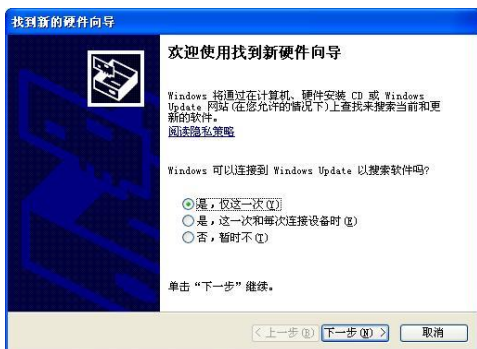 找到新的硬件向导
欢迎使用找到新硬件向导
Windows 将通过在计算机、硬件安装 CD 或 Windows
Update 网站(在您允许的情况下)上查找来搜索当前和更
新的软件。
阅读隐私策略
Windows 可以连接到 Windows Update 以搜索软件吗?
是，仅这一次(Y)
是，这一次和每次连接设备时(E)
否，暂时不(T)
单击“下一步”继续。
<上一步(B) 下一步(N) > 取消